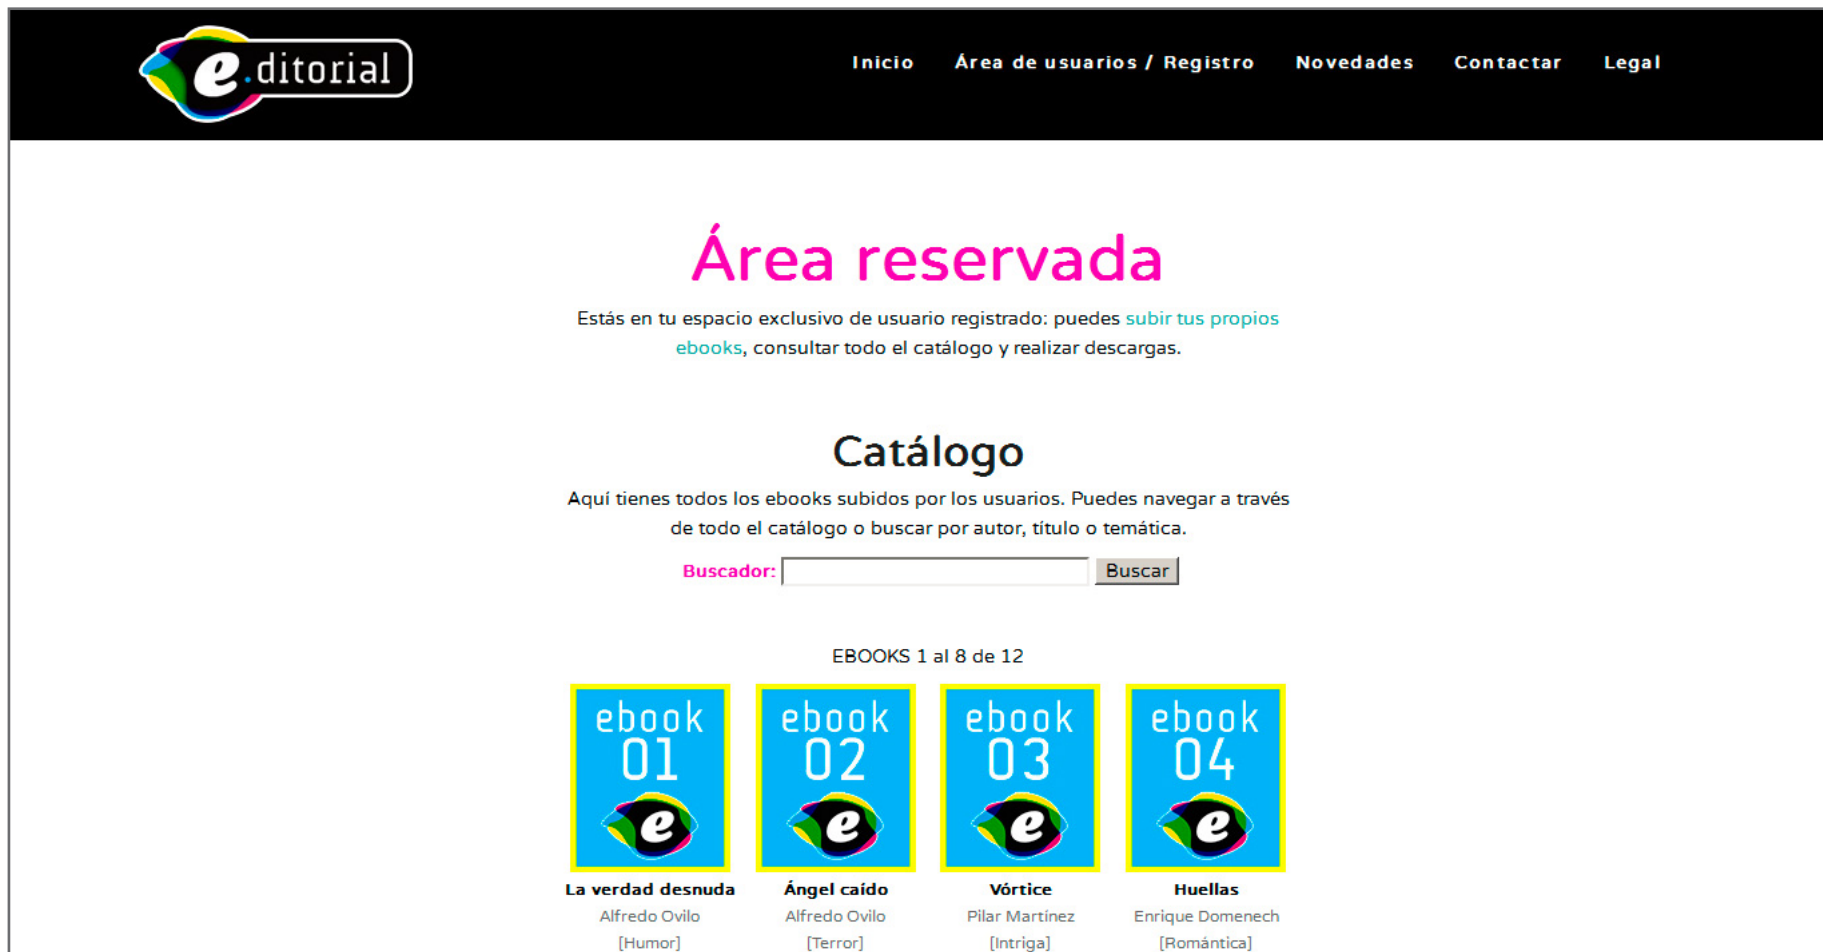 e.ditorial
Inicio Área de usuarios / Registro Novedades Contactar Legal
Área reservada
Estás en tu espacio exclusivo de usuario registrado: puedes subir tus propios
ebooks, consultar todo el catálogo y realizar descargas.
Catálogo
Aquí tienes todos los ebooks subidos por los usuarios. Puedes navegar a través
de todo el catálogo o buscar por autor, título o temática.
Buscador: Buscar
EBOOKS 1 al 8 de 12
ebook 01 e
ebook 02 e
ebook 03 e
ebook 04 e
La verdad desnuda Ángel caído Vórtice Huellas
Alfredo Ovilo Alfredo Ovilo Pilar Martínez Enrique Domenech
[Humor] [Terror] [Intriga] [Romántica]